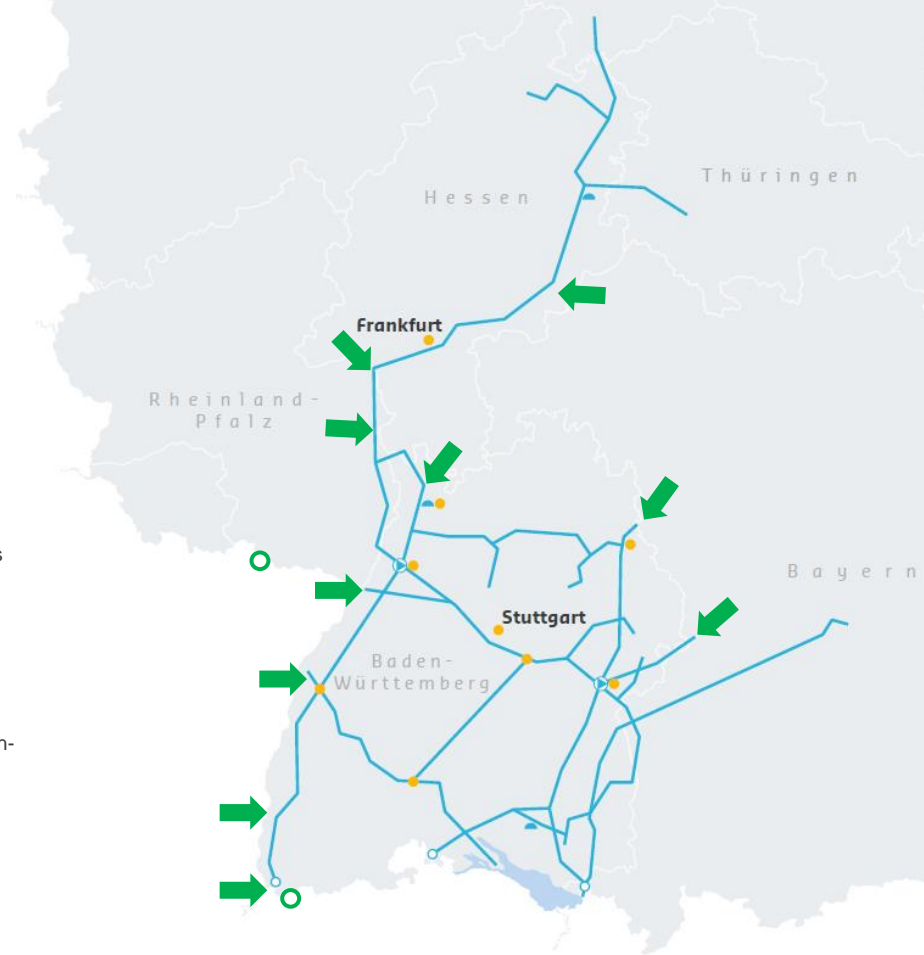 Thüringen
Hessen
Frankfurt
Rheinland-
Pfalz
s
Bayern
Stuttgart
Baden-
Württemberg
n-